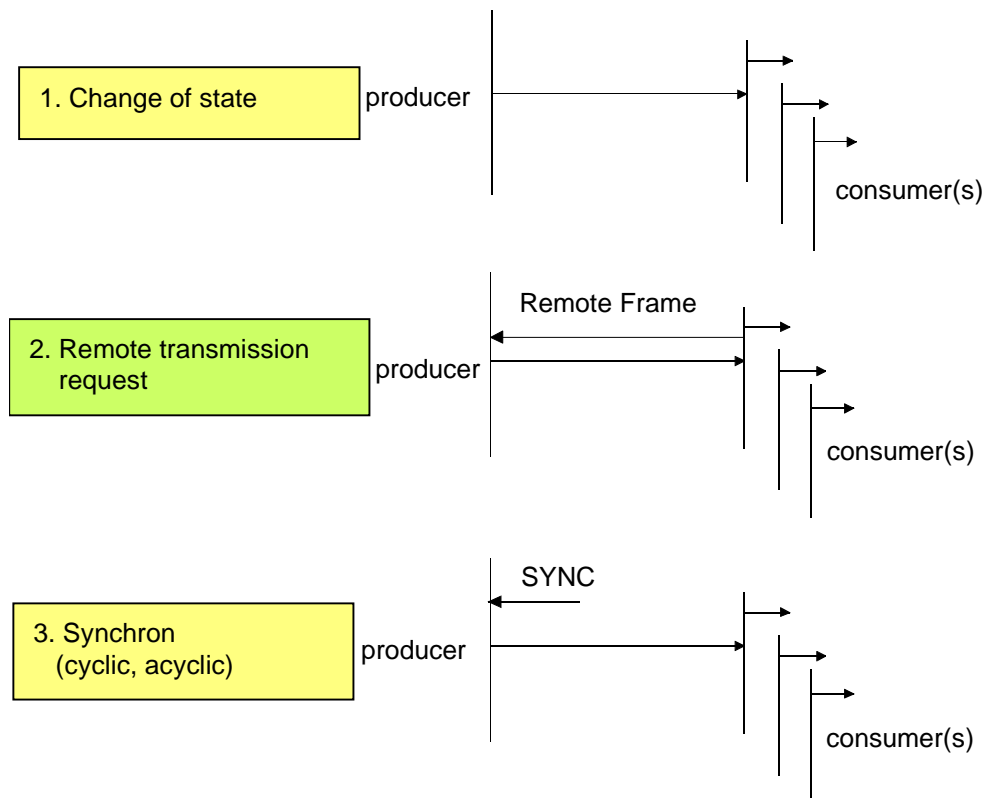 1. Change of state
producer
consumer(s)
Remote Frame
2. Remote transmission
request
producer
consumer(s)
SYNC
3. Synchron
(cyclic, acyclic)
producer
consumer(s)